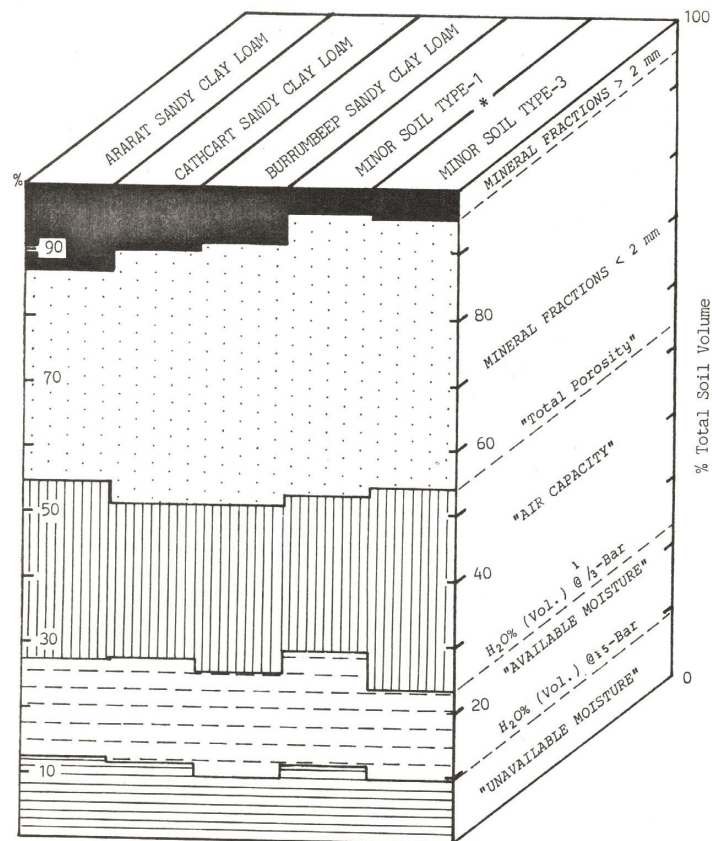 100
ARARAT SANDY CLAY LOAM
CATHCART SANDY CLAY LOAM
BURRUMBEEP SANDY CLAY LOAM
MINOR SOIL TYPE-1
*
MINOR SOIL TYPE-3
MINERAL FRACTIONS > 2 mm
%
90
MINERAL FRACTIONS < 2 mm
80
70
"Total Porosity"
% Total Soil Volume
60
"AIR CAPACITY"
50
40
H₂O% (Vol.) @ 1/3-Bar
"AVAILABLE MOISTURE"
30
H₂O% (Vol.) @ 15-Bar
0
20
"UNAVAILABLE MOISTURE"
10